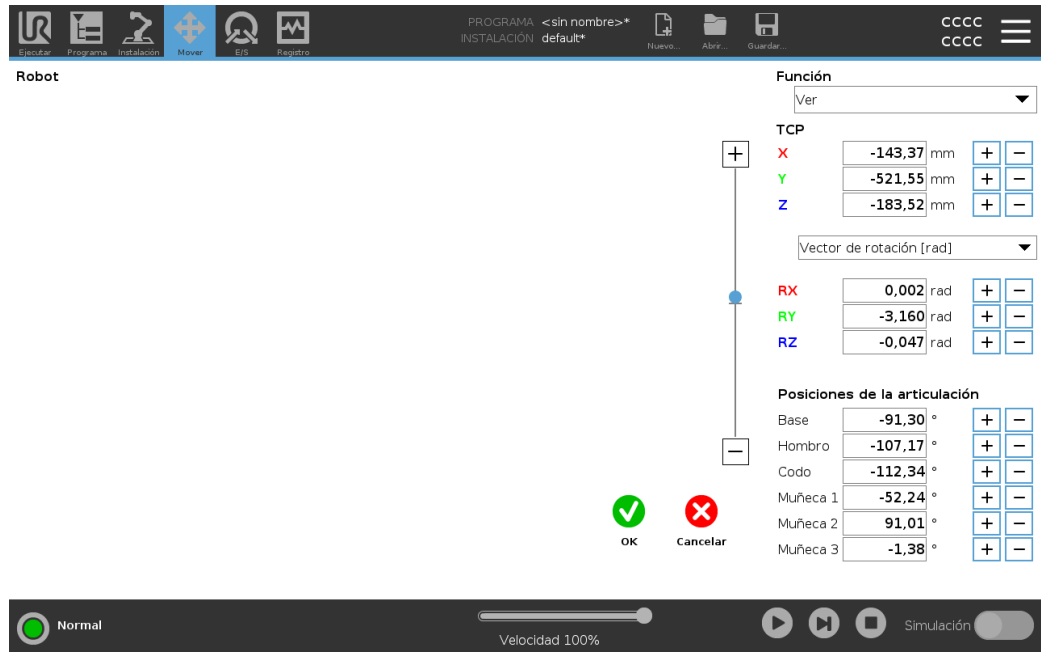 PROGRAMA <sin nombre>*
INSTALACIÓN default*
Ejecutar Programa Instalación Mover E/S Registro
Nuevo... Abrir... Guardar...
CCCC
CCCC
Robot
Función
Ver
TCP
X -143,37 mm + −
Y -521,55 mm + −
Z -183,52 mm + −
Vector de rotación [rad]
RX 0,002 rad + −
RY -3,160 rad + −
RZ -0,047 rad + −
Posiciones de la articulación
Base -91,30 ° + −
Hombro -107,17 ° + −
Codo -112,34 ° + −
Muñeca 1 -52,24 ° + −
Muñeca 2 91,01 ° + −
Muñeca 3 -1,38 ° + −
OK Cancelar
Normal
Velocidad 100%
Simulación